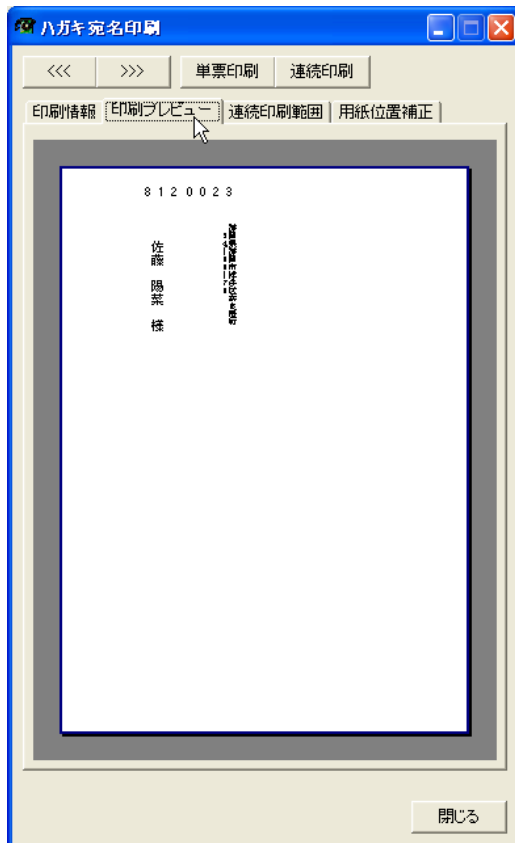 ハガキ宛名印刷
<<< >>> 単票印刷 連続印刷
印刷情報 印刷プレビュー 連続印刷範囲 用紙位置補正
8120023
佐藤 陽菜 様
閉じる